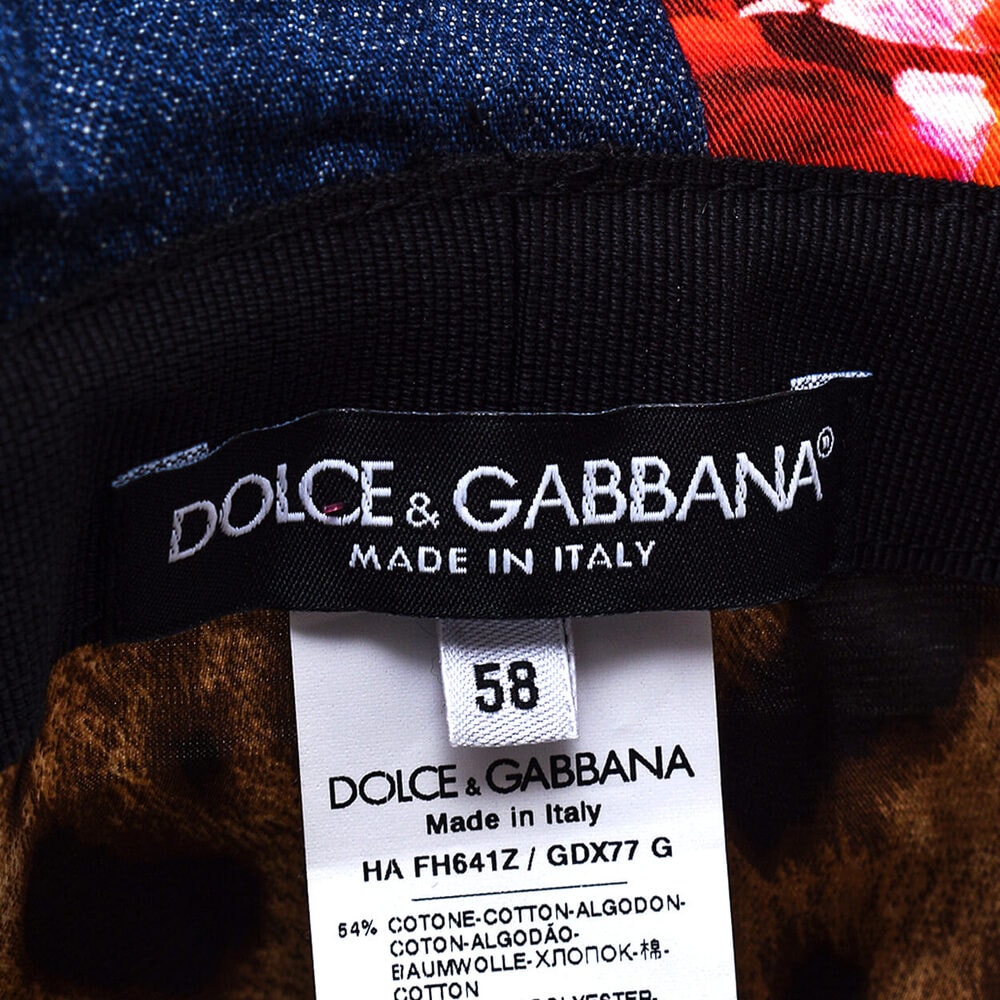 DOLCE & GABBANA®
MADE IN ITALY
58
DOLCE & GABBANA
Made in Italy
HA FH641Z / GDX77 G
54% COTONE-COTTON-ALGODON-
COTON-ALGODÃO-
BAUMWOLLE-ХЛОПОК-棉-
COTTON